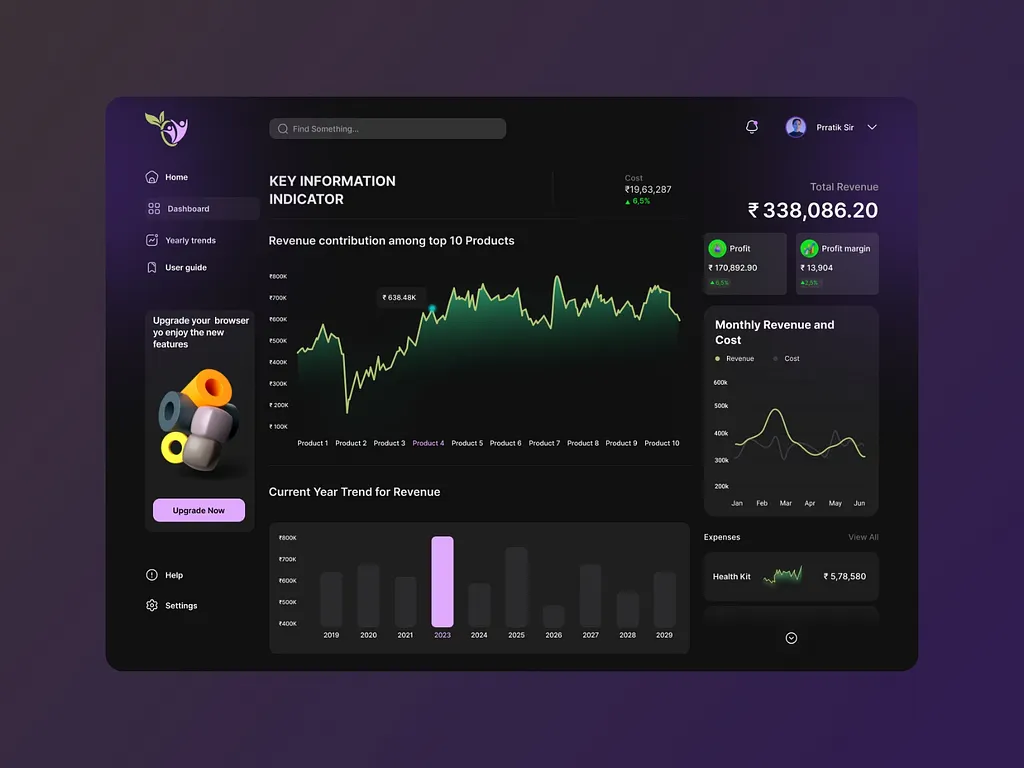 Find Something...
Prratik Sir
Home
Dashboard
Yearly trends
User guide
Upgrade your browser
yo enjoy the new
features
Upgrade Now
Help
Settings
KEY INFORMATION
INDICATOR
Cost
₹19,63,287
▲ 6,5%
Revenue contribution among top 10 Products
₹800K
₹700K
₹600K
₹500K
₹400K
₹300K
₹ 200K
₹ 100K
₹ 638.48K
Product 1 Product 2 Product 3 Product 4 Product 5 Product 6 Product 7 Product 8 Product 9 Product 10
Current Year Trend for Revenue
₹800K
₹700K
₹600K
₹500K
₹400K
2019 2020 2021 2023 2024 2025 2026 2027 2028 2029
Total Revenue
₹ 338,086.20
Profit
₹ 170,892.90
▲6,5%
Profit margin
₹ 13,904
▲2,5%
Monthly Revenue and
Cost
Revenue Cost
600k
500k
400k
300k
200k
Jan Feb Mar Apr May Jun
Expenses View All
Health Kit ₹ 5,78,580